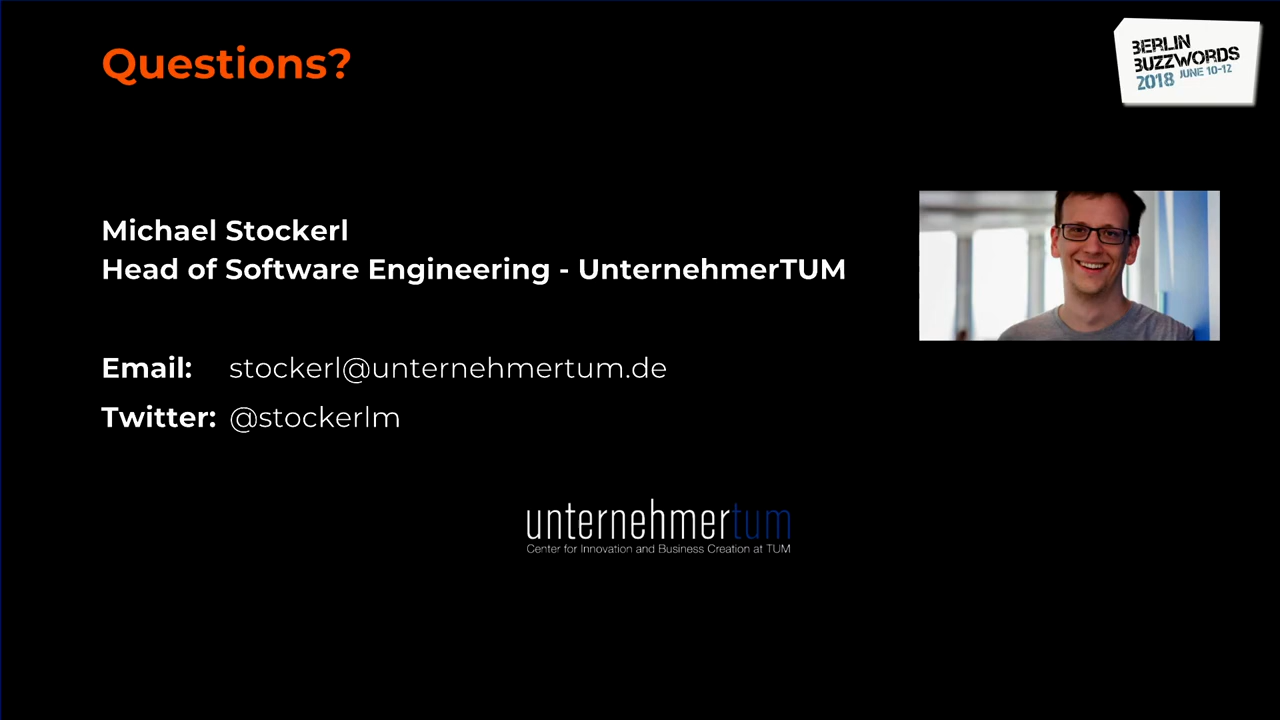 Questions?
BERLIN
BUZZWORDS
2018 JUNE 10-12
Michael Stockerl
Head of Software Engineering - UnternehmerTUM
Email: stockerl@unternehmertum.de
Twitter: @stockerlm
unternehmertum
Center for Innovation and Business Creation at TUM